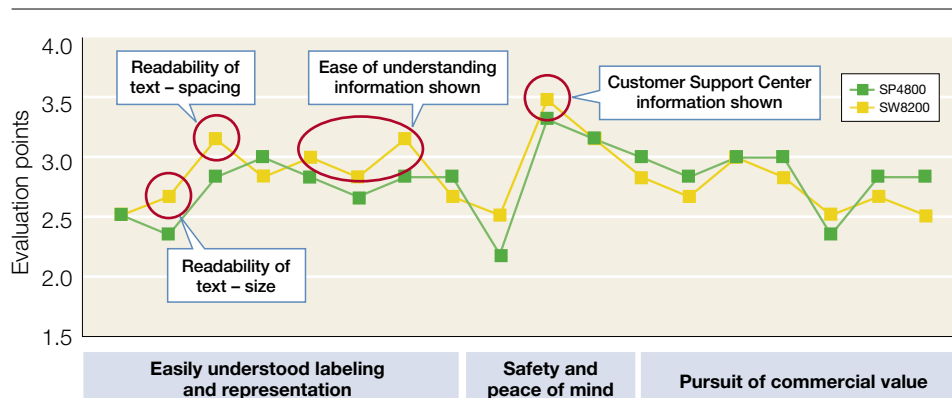 4.0
3.5
3.0
2.5
2.0
1.5
Evaluation points
Readability of
text – spacing
Ease of understanding
information shown
Customer Support Center
information shown
SP4800
SW8200
Readability of
text – size
Easily understood labeling
and representation
Safety and
peace of mind
Pursuit of commercial value